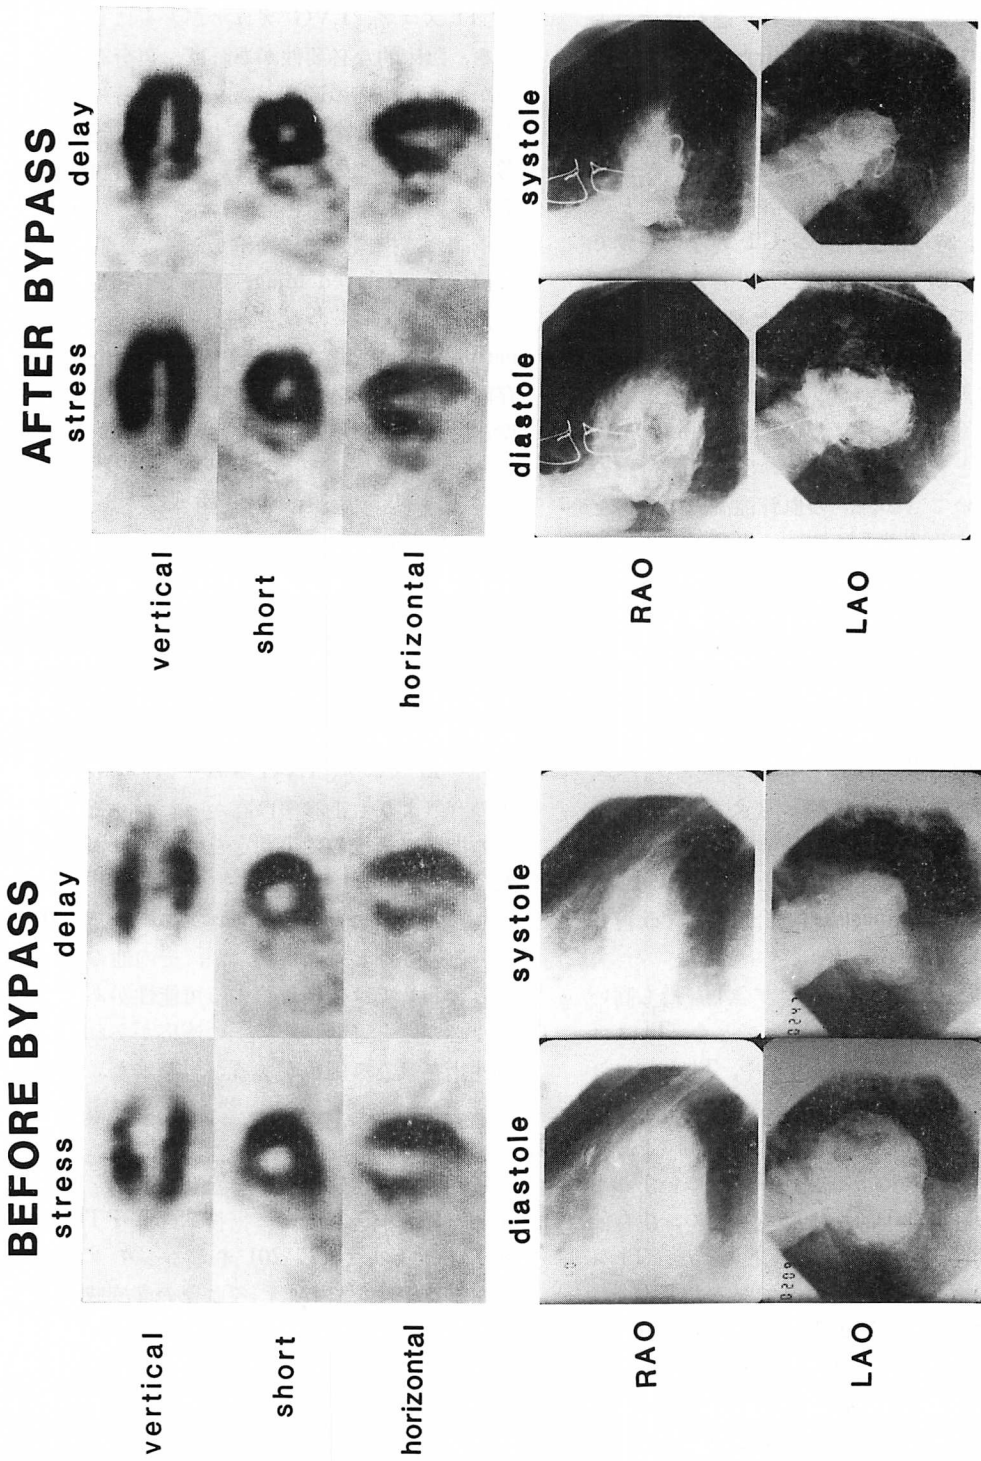 BEFORE BYPASS
stress delay
vertical
short
horizontal
diastole systole
RAO
LAO
AFTER BYPASS
stress delay
vertical
short
horizontal
diastole systole
RAO
LAO